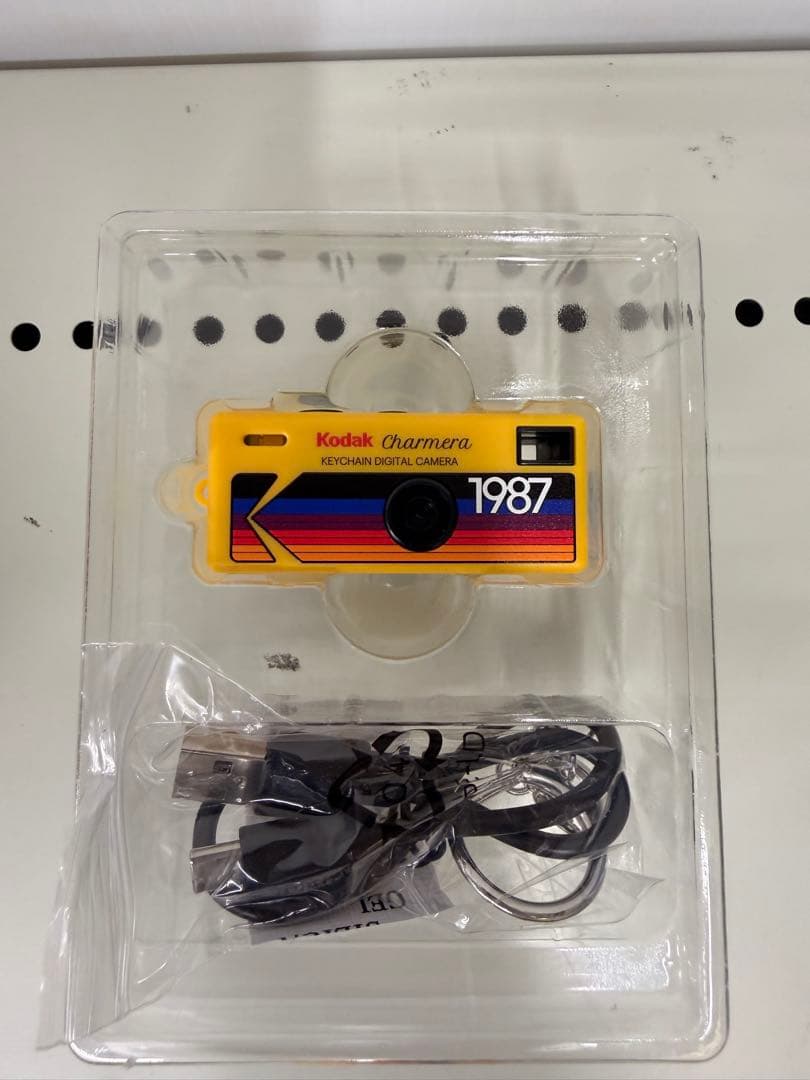 Kodak Charmera
KEYCHAIN DIGITAL CAMERA
1987